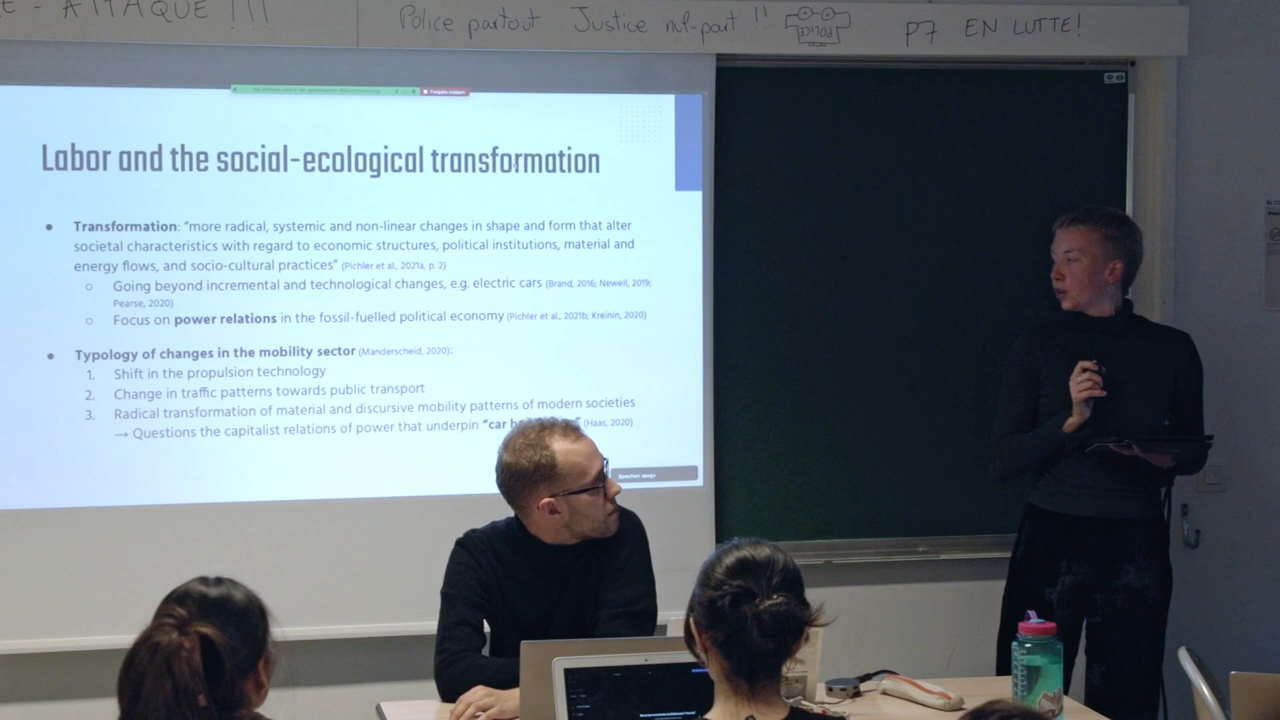 E - ATTAQUE !!!
Police partout Justice nul-part !!
POLICE
P7 EN LUTTE!
Labor and the social-ecological transformation
● Transformation: “more radical, systemic and non-linear changes in shape and form that alter
societal characteristics with regard to economic structures, political institutions, material and
energy flows, and socio-cultural practices” (Pichler et al., 2021a, p. 2)
○ Going beyond incremental and technological changes, e.g. electric cars (Brand, 2016; Newell, 2019;
Pearse, 2020)
○ Focus on power relations in the fossil-fuelled political economy (Pichler et al., 2021b; Kreinin, 2020)
● Typology of changes in the mobility sector (Manderscheid, 2020):
1. Shift in the propulsion technology
2. Change in traffic patterns towards public transport
3. Radical transformation of material and discursive mobility patterns of modern societies
→ Questions the capitalist relations of power that underpin “car (Haas, 2020)